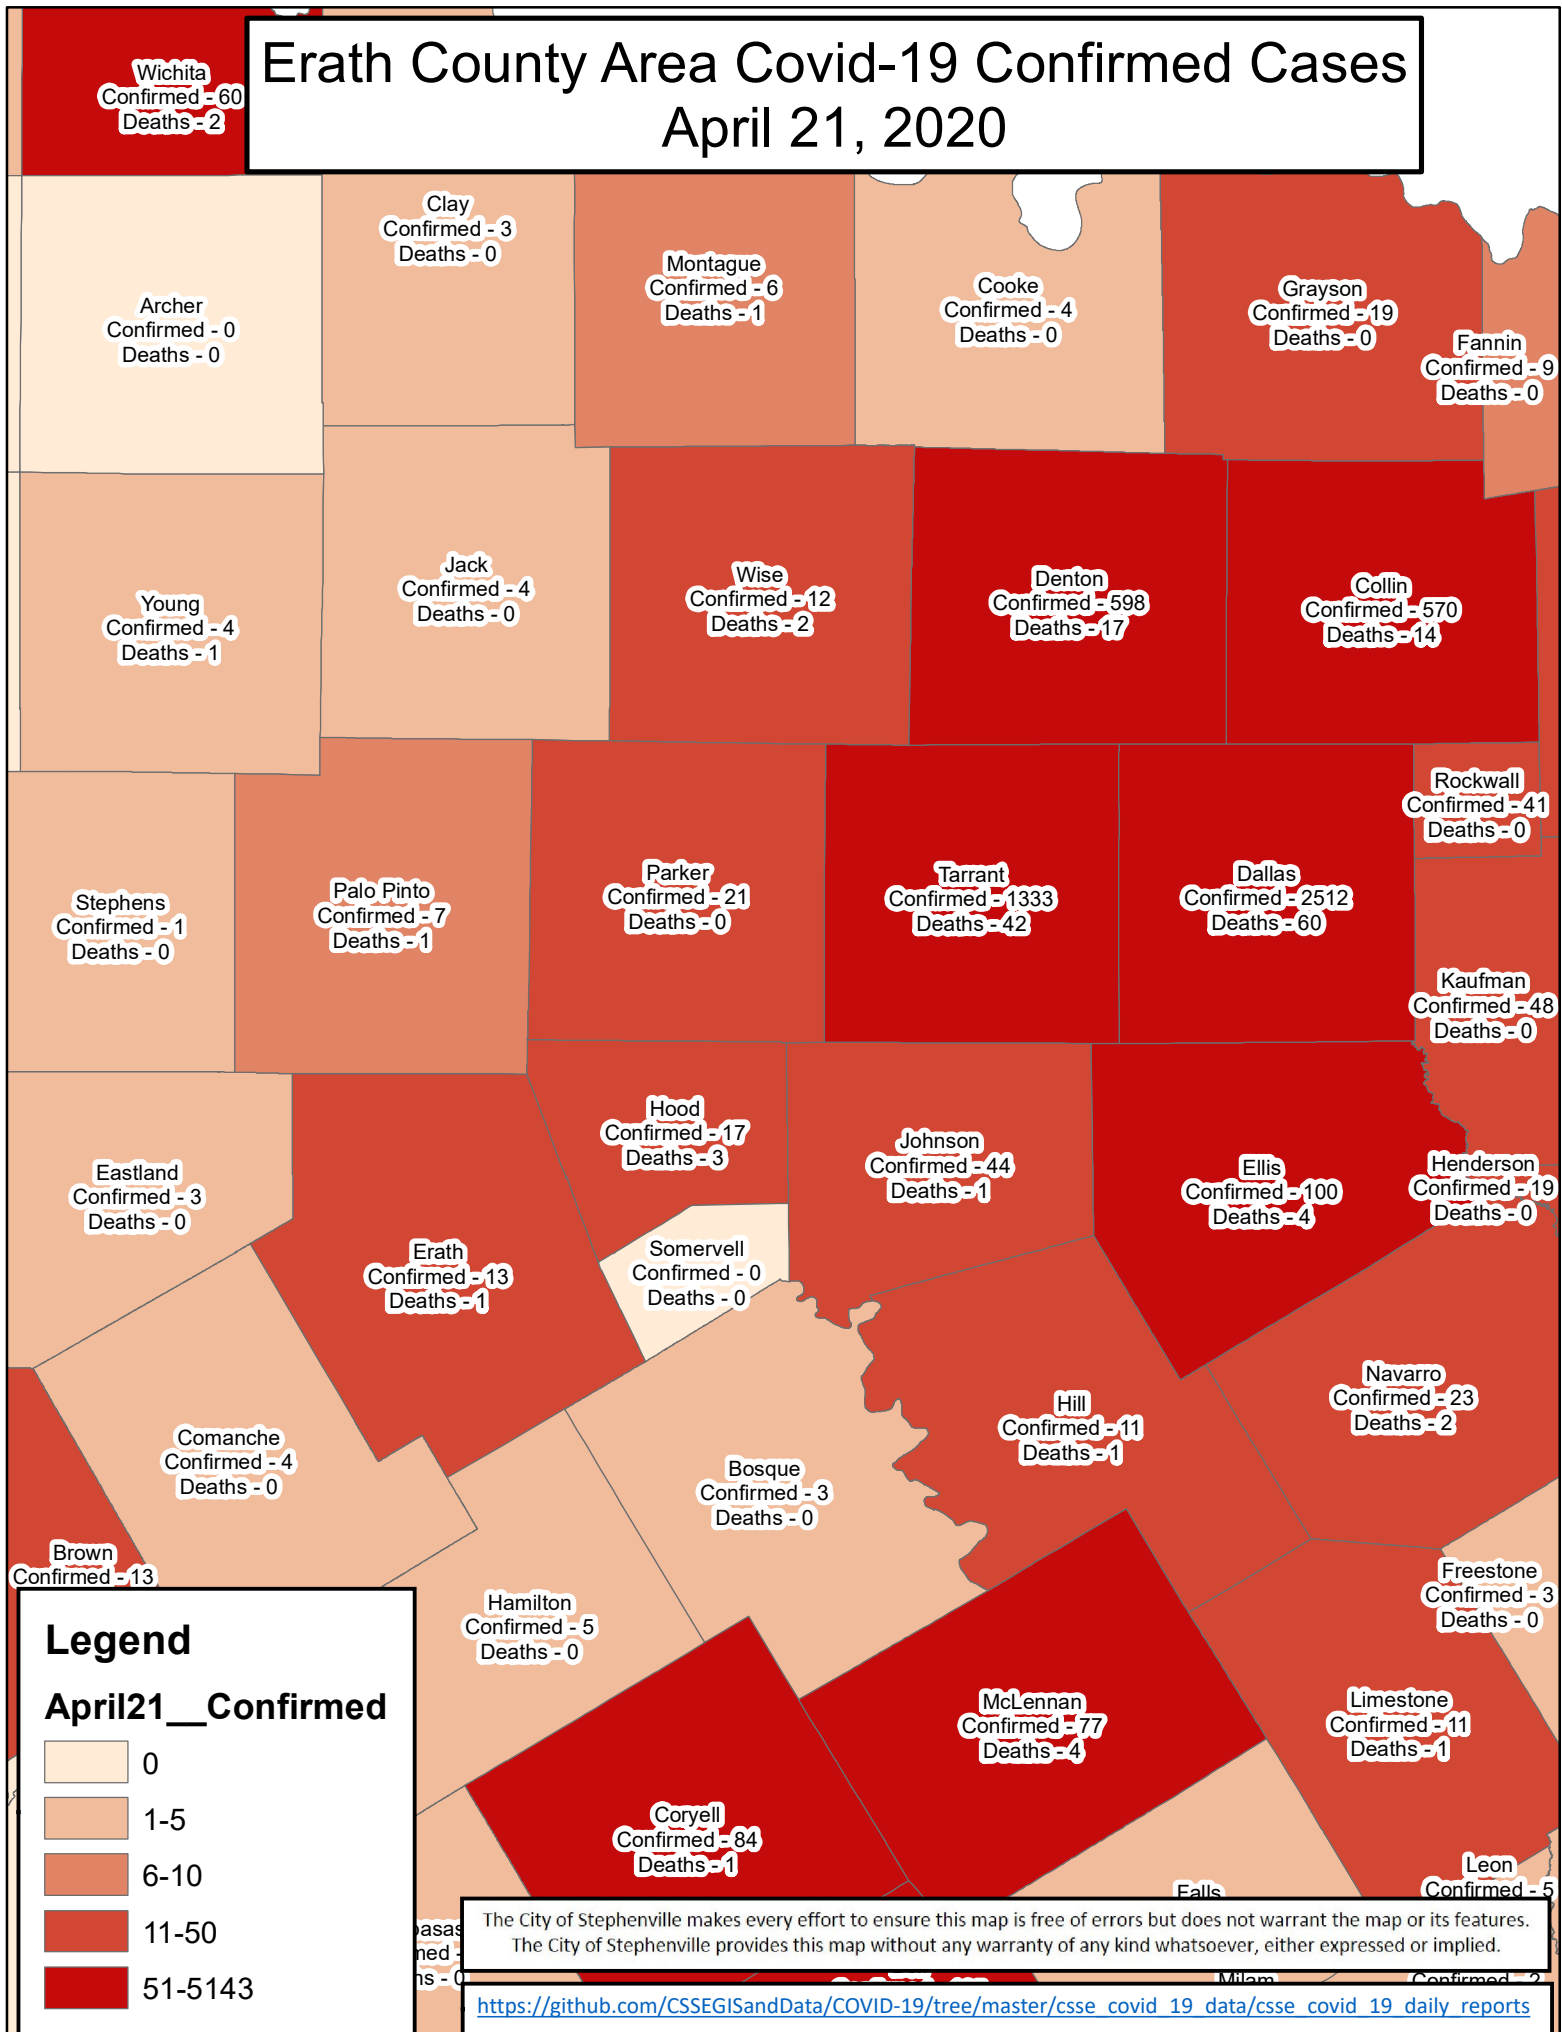 Erath County Area Covid-19 Confirmed Cases
April 21, 2020
Wichita
Confirmed - 60
Deaths - 2
Clay
Confirmed - 3
Deaths - 0
Montague
Confirmed - 6
Deaths - 1
Cooke
Confirmed - 4
Deaths - 0
Grayson
Confirmed - 19
Deaths - 0
Archer
Confirmed - 0
Deaths - 0
Fannin
Confirmed - 9
Deaths - 0
Young
Confirmed - 4
Deaths - 1
Jack
Confirmed - 4
Deaths - 0
Wise
Confirmed - 12
Deaths - 2
Denton
Confirmed - 598
Deaths - 17
Collin
Confirmed - 570
Deaths - 14
Rockwall
Confirmed - 41
Deaths - 0
Stephens
Confirmed - 1
Deaths - 0
Palo Pinto
Confirmed - 7
Deaths - 1
Parker
Confirmed - 21
Deaths - 0
Tarrant
Confirmed - 1333
Deaths - 42
Dallas
Confirmed - 2512
Deaths - 60
Kaufman
Confirmed - 48
Deaths - 0
Hood
Confirmed - 17
Deaths - 3
Johnson
Confirmed - 44
Deaths - 1
Ellis
Confirmed - 100
Deaths - 4
Henderson
Confirmed - 19
Deaths - 0
Eastland
Confirmed - 3
Deaths - 0
Erath
Confirmed - 13
Deaths - 1
Somervell
Confirmed - 0
Deaths - 0
Navarro
Confirmed - 23
Deaths - 2
Hill
Confirmed - 11
Deaths - 1
Comanche
Confirmed - 4
Deaths - 0
Bosque
Confirmed - 3
Deaths - 0
Brown
Confirmed - 13
Freestone
Confirmed - 3
Deaths - 0
Hamilton
Confirmed - 5
Deaths - 0
McLennan
Confirmed - 77
Deaths - 4
Limestone
Confirmed - 11
Deaths - 1
Coryell
Confirmed - 84
Deaths - 1
Leon
Confirmed - 5
Falls
Milam
Confirmed - 2
Legend
April21__Confirmed
0
1-5
6-10
11-50
51-5143
The City of Stephenville makes every effort to ensure this map is free of errors but does not warrant the map or its features.
The City of Stephenville provides this map without any warranty of any kind whatsoever, either expressed or implied.
https://github.com/CSSEGISandData/COVID-19/tree/master/csse_covid_19_data/csse_covid_19_daily_reports